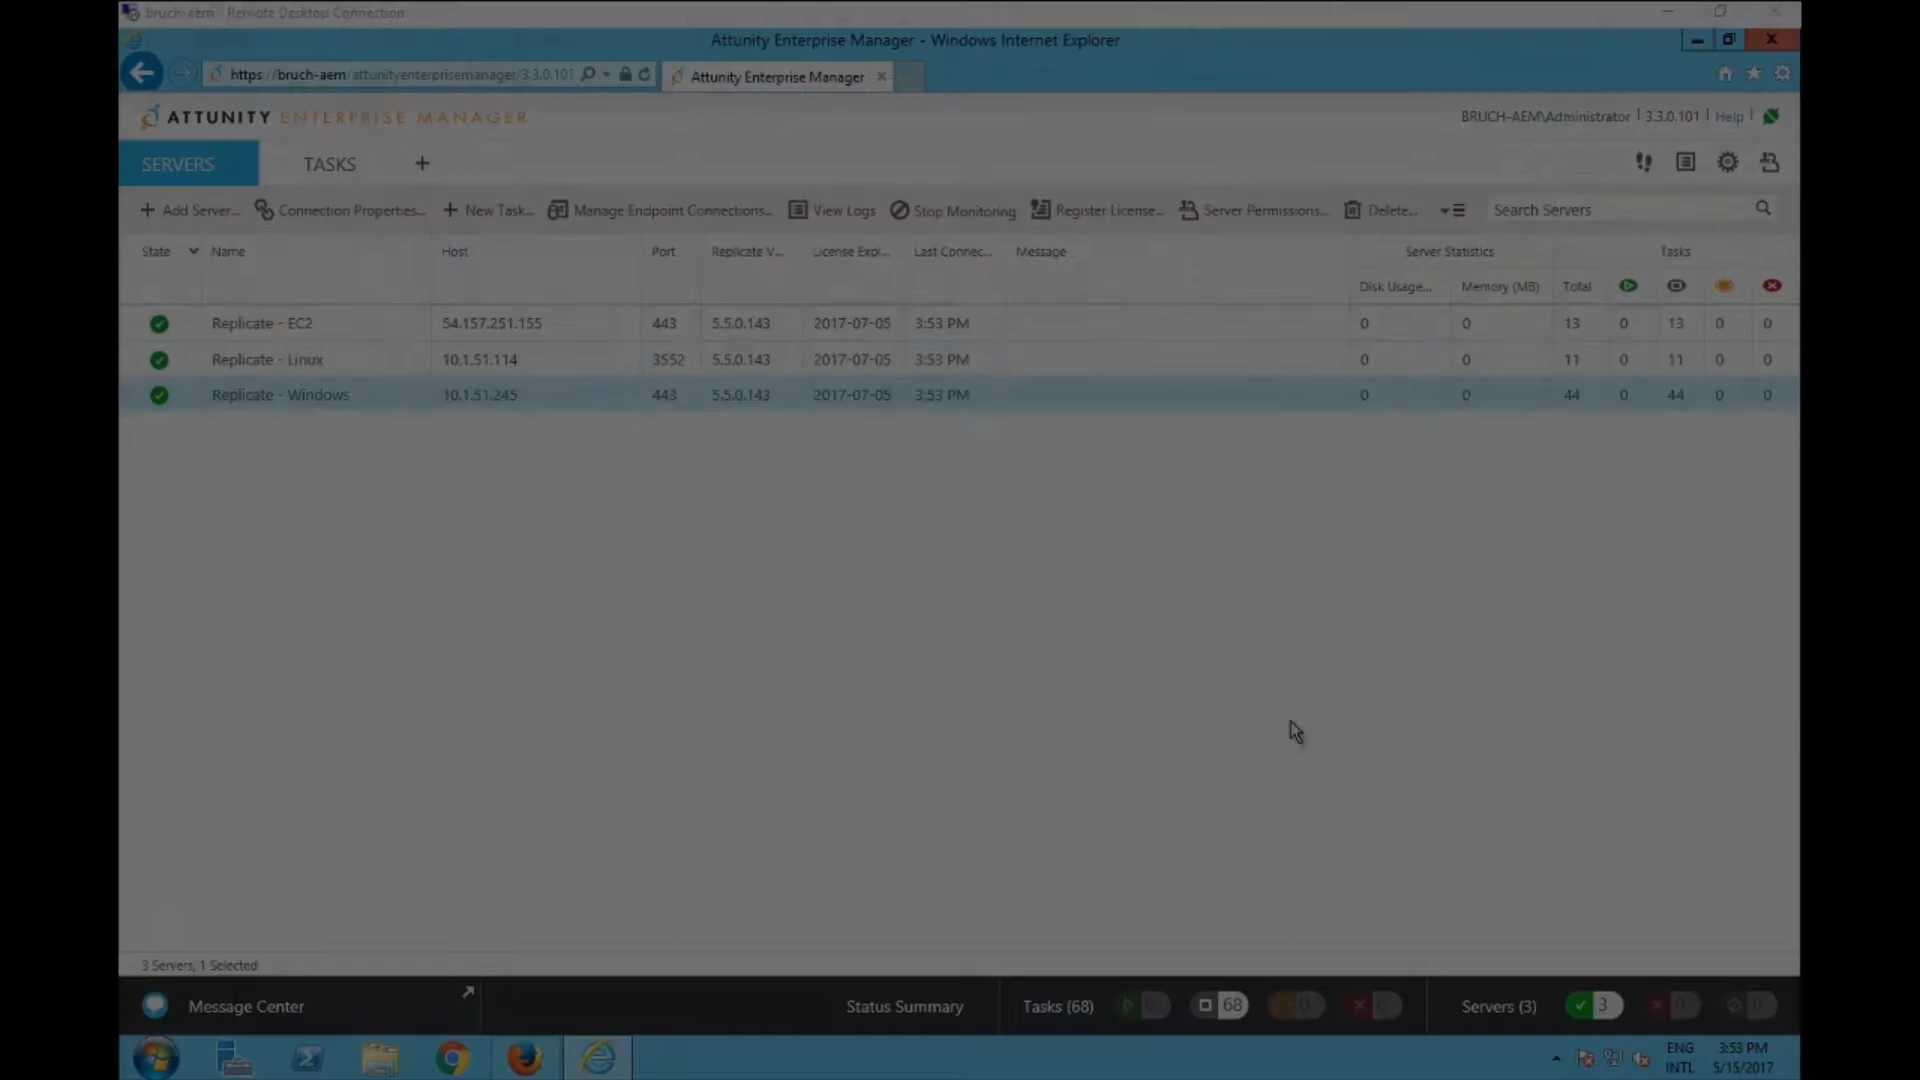 bruch-aem - Remote Desktop Connection
Attunity Enterprise Manager - Windows Internet Explorer
https://bruch-aem/attunityenterprisemanager/3.3.0.101
Attunity Enterprise Manager
ATTUNITY ENTERPRISE MANAGER
BRUCH-AEM\Administrator | 3.3.0.101 | Help |
SERVERS TASKS +
+ Add Server... Connection Properties... + New Task... Manage Endpoint Connections... View Logs Stop Monitoring Register License... Server Permissions... Delete... Search Servers
State Name Host Port Replicate V... License Expi... Last Connec... Message Server Statistics Tasks
Disk Usage... Memory (MB) Total
Replicate - EC2 54.157.251.155 443 5.5.0.143 2017-07-05 3:53 PM 0 0 13 0 13 0 0
Replicate - Linux 10.1.51.114 3552 5.5.0.143 2017-07-05 3:53 PM 0 0 11 0 11 0 0
Replicate - Windows 10.1.51.245 443 5.5.0.143 2017-07-05 3:53 PM 0 0 44 0 44 0 0
3 Servers, 1 Selected
Message Center Status Summary Tasks (68) 0 68 0 0 Servers (3) 3 0 0
ENG 3:53 PM
INTL 5/15/2017